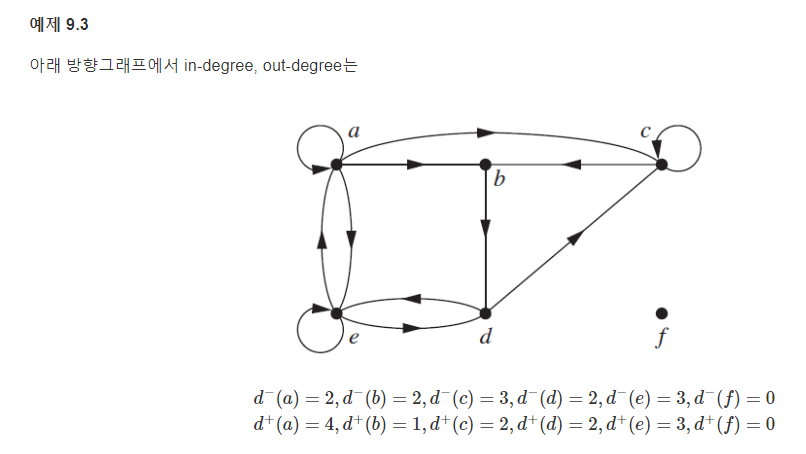 예제 9.3
아래 방향그래프에서 in-degree, out-degree는
a
c
b
e
d
f
d⁻(a) = 2, d⁻(b) = 2, d⁻(c) = 3, d⁻(d) = 2, d⁻(e) = 3, d⁻(f) = 0
d⁺(a) = 4, d⁺(b) = 1, d⁺(c) = 2, d⁺(d) = 2, d⁺(e) = 3, d⁺(f) = 0